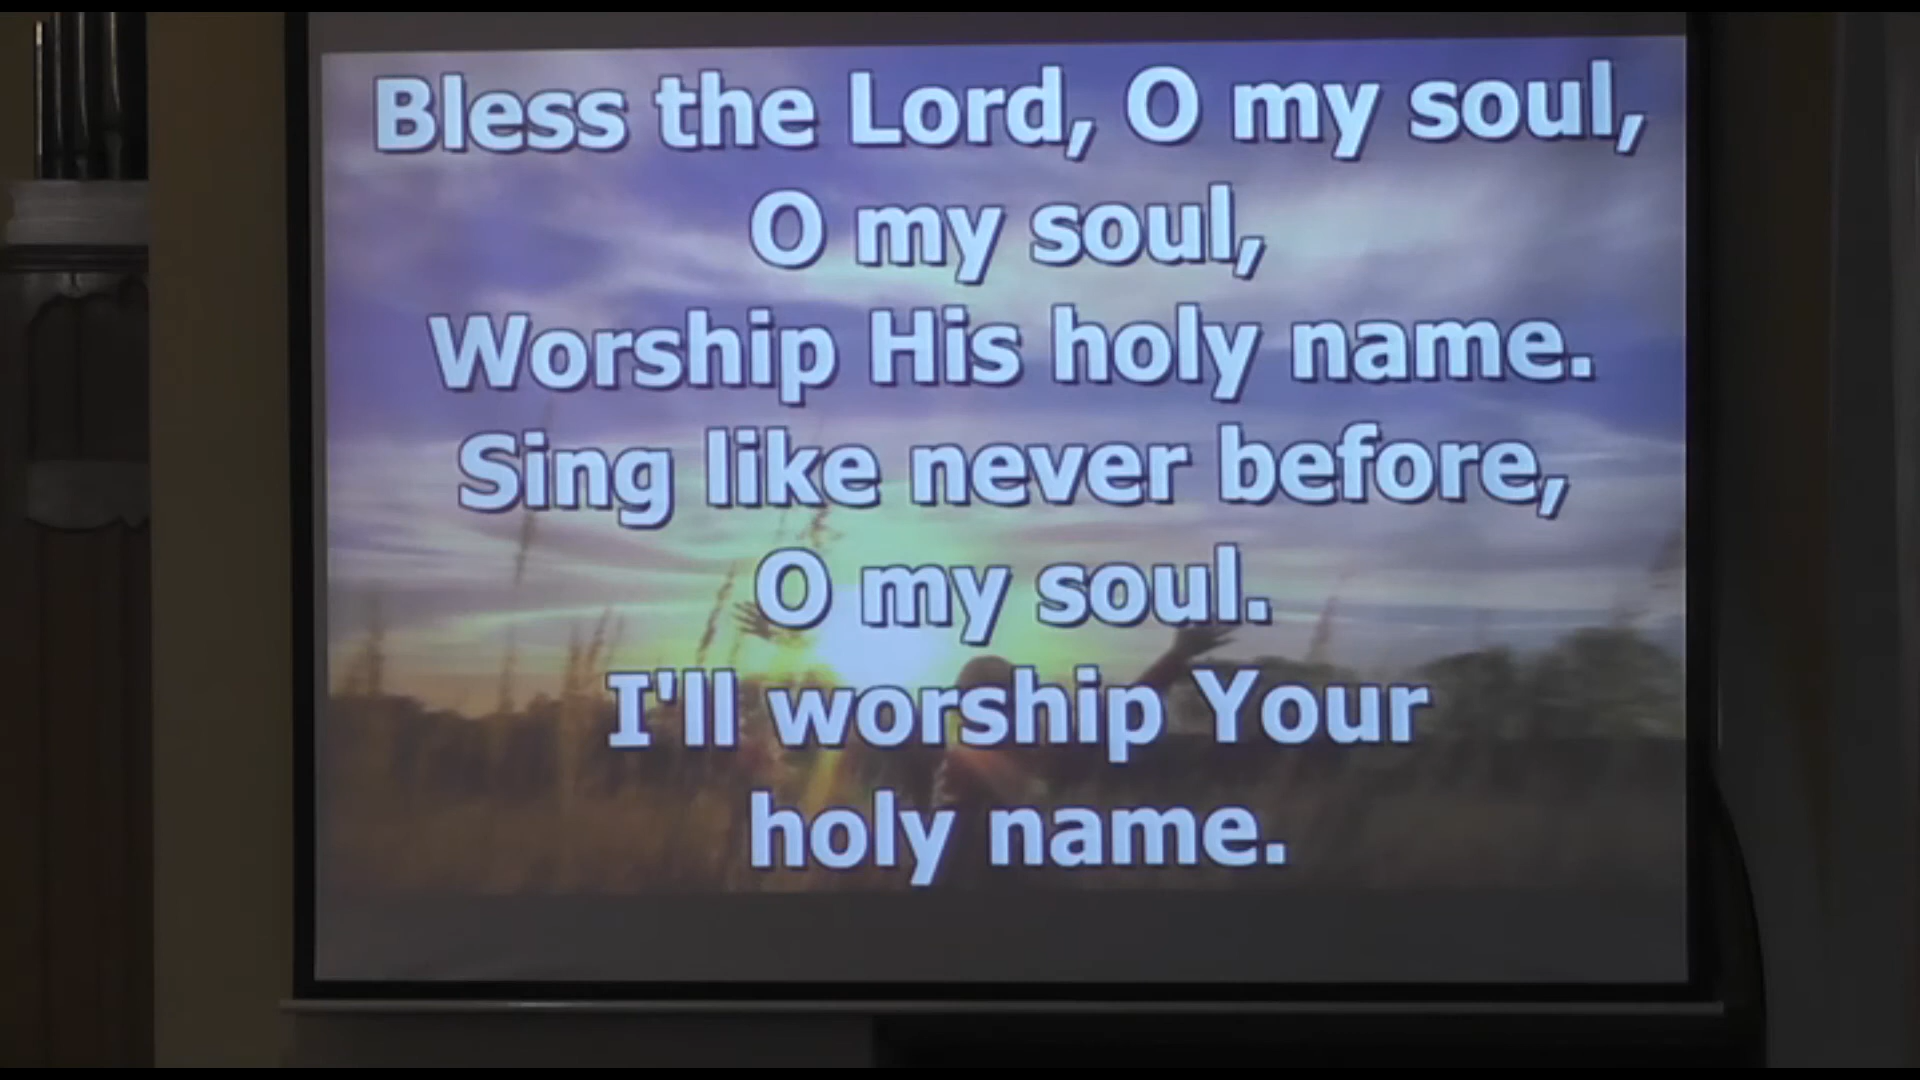 Bless the Lord, O my soul,
O my soul,
Worship His holy name.
Sing like never before,
O my soul.
I'll worship Your
holy name.